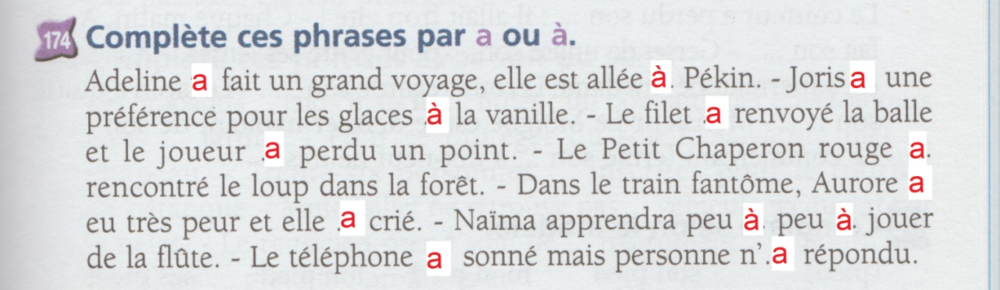 174 Complète ces phrases par a ou à.
Adeline a fait un grand voyage, elle est allée à. Pékin. - Joris a une
préférence pour les glaces .à la vanille. - Le filet .a renvoyé la balle
et le joueur .a perdu un point. - Le Petit Chaperon rouge a.
rencontré le loup dans la forêt. - Dans le train fantôme, Aurore a
eu très peur et elle .a crié. - Naïma apprendra peu à. peu à. jouer
de la flûte. - Le téléphone a sonné mais personne n'.a répondu.